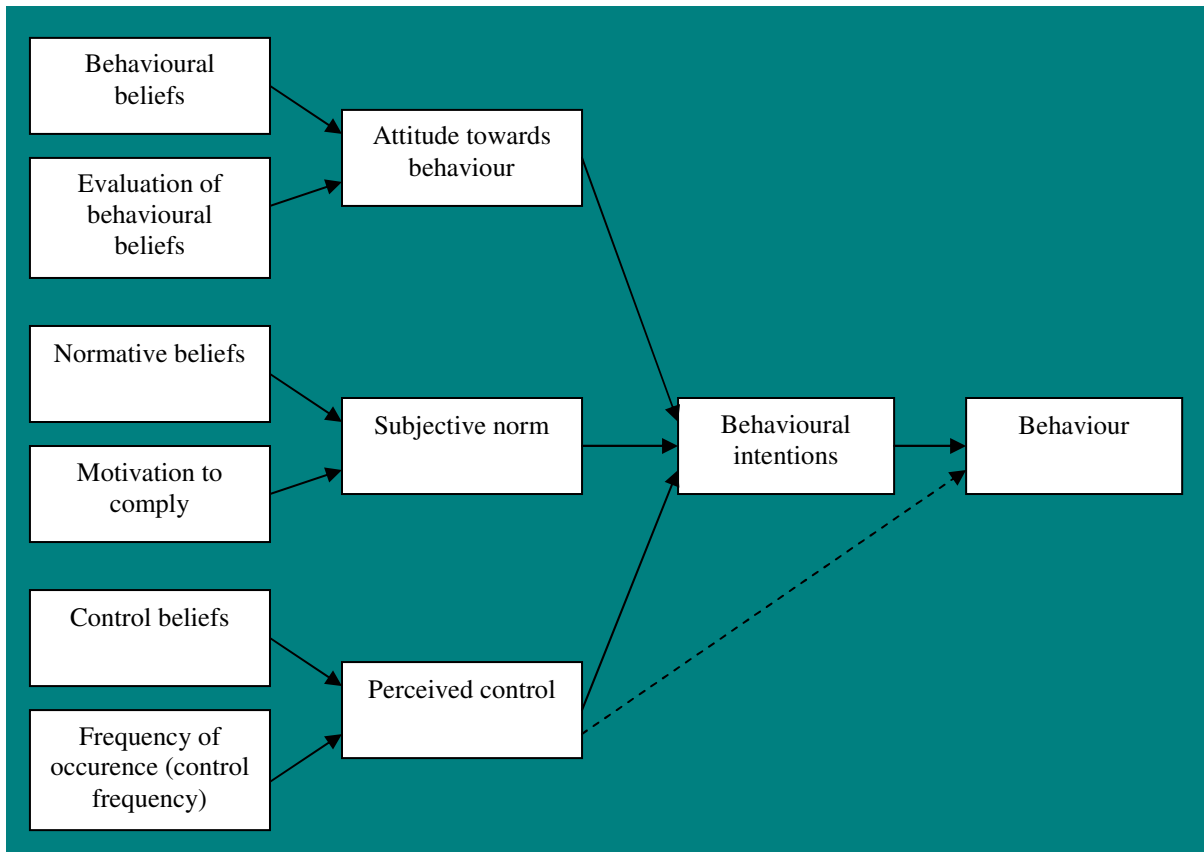 Behavioural
beliefs
Evaluation of
behavioural
beliefs
Attitude towards
behaviour
Normative beliefs
Motivation to
comply
Subjective norm
Behavioural
intentions
Behaviour
Control beliefs
Frequency of
occurence (control
frequency)
Perceived control